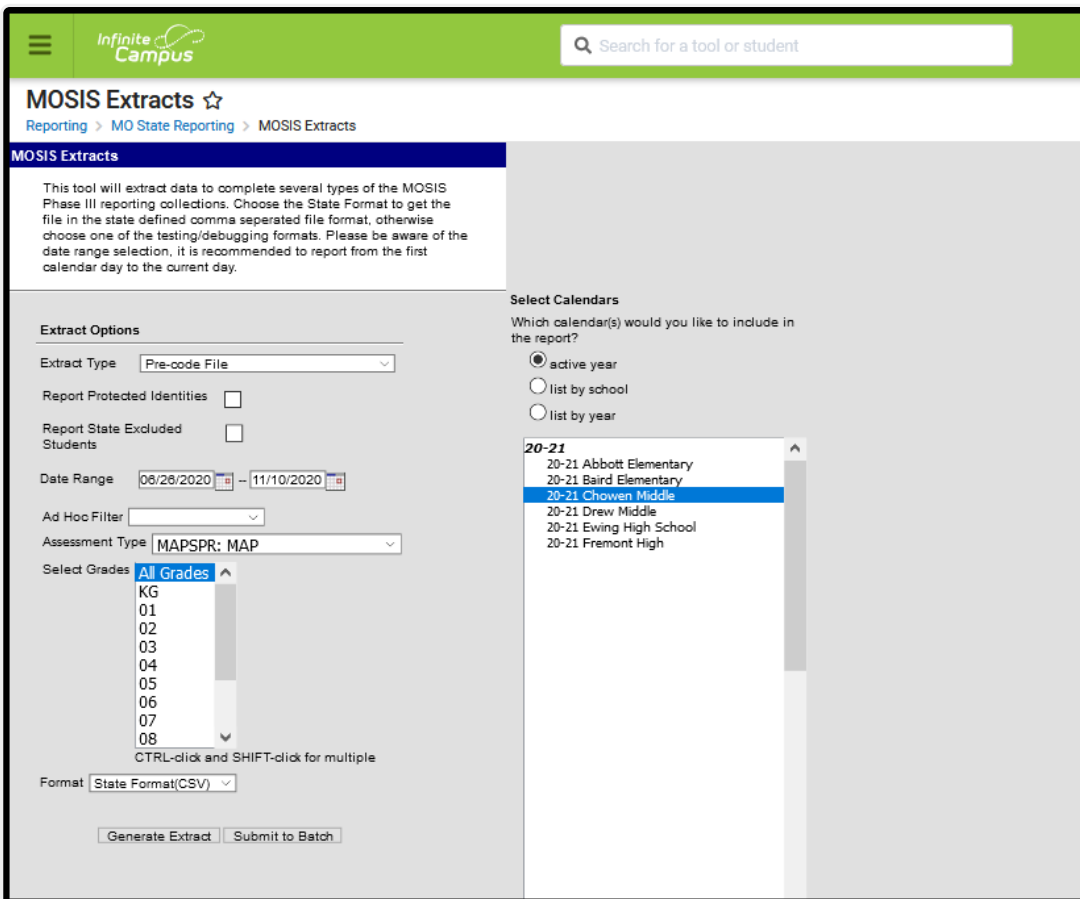 Infinite
Campus
Search for a tool or student
MOSIS Extracts
Reporting > MO State Reporting > MOSIS Extracts
MOSIS Extracts
This tool will extract data to complete several types of the MOSIS
Phase III reporting collections. Choose the State Format to get the
file in the state defined comma seperated file format, otherwise
choose one of the testing/debugging formats. Please be aware of the
date range selection, it is recommended to report from the first
calendar day to the current day.
Extract Options
Extract Type Pre-code File
Report Protected Identities
Report State Excluded
Students
Date Range 06/26/2020 – 11/10/2020
Ad Hoc Filter
Assessment Type MAPSPR: MAP
Select Grades All Grades
KG
01
02
03
04
05
06
07
08
CTRL-click and SHIFT-click for multiple
Format State Format(CSV)
Generate Extract Submit to Batch
Select Calendars
Which calendar(s) would you like to include in
the report?
active year
list by school
list by year
20-21
20-21 Abbott Elementary
20-21 Baird Elementary
20-21 Chowen Middle
20-21 Drew Middle
20-21 Ewing High School
20-21 Fremont High